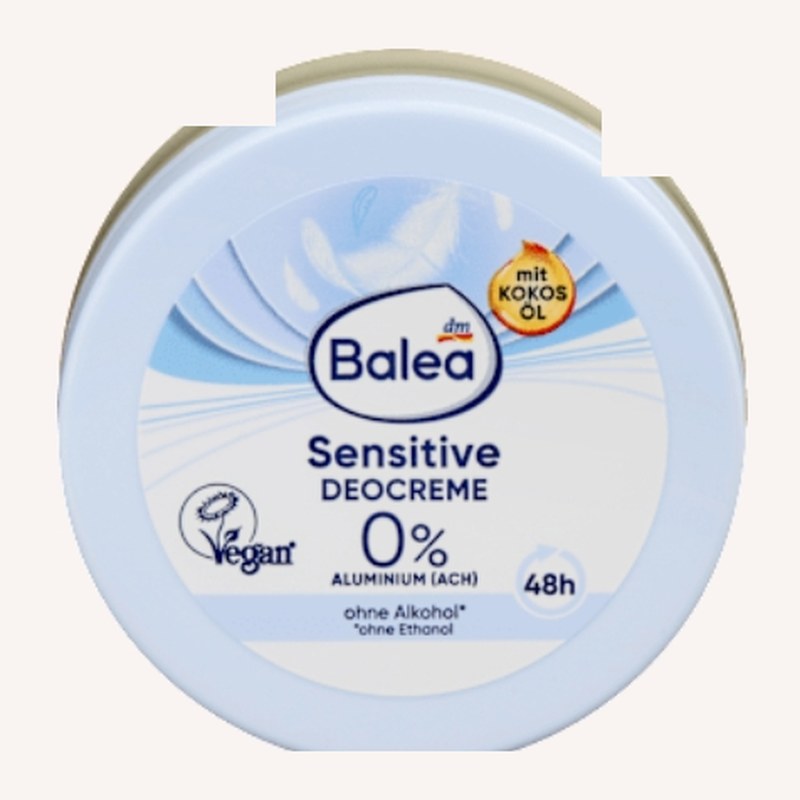 mit
KOKOS
ÖL
dm
Balea
Sensitive
DEOCREME
0%
ALUMINIUM (ACH)
Vegan
48h
ohne Alkohol*
*ohne Ethanol